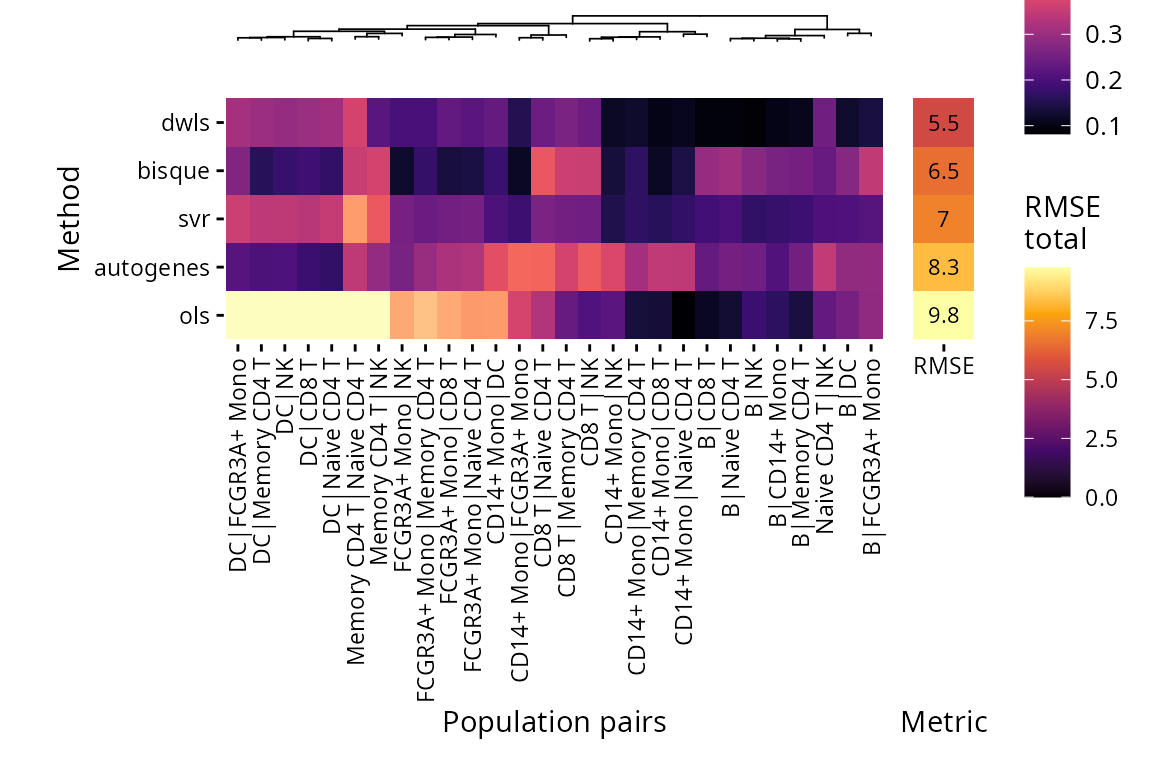 0.3
0.2
0.1
Method
dwls
bisque
svr
autogenes
ols
5.5
6.5
7
8.3
9.8
RMSE
RMSE
total
7.5
5.0
2.5
0.0
DC|FCGR3A+ Mono
DC|Memory CD4 T
DC|NK
DC|CD8 T
DC|Naive CD4 T
Memory CD4 T|Naive CD4 T
Memory CD4 T|NK
FCGR3A+ Mono|NK
FCGR3A+ Mono|Memory CD4 T
FCGR3A+ Mono|CD8 T
FCGR3A+ Mono|Naive CD4 T
CD14+ Mono|DC
CD14+ Mono|FCGR3A+ Mono
CD8 T|Naive CD4 T
CD8 T|Memory CD4 T
CD8 T|NK
CD14+ Mono|NK
CD14+ Mono|Memory CD4 T
CD14+ Mono|CD8 T
CD14+ Mono|Naive CD4 T
B|CD8 T
B|Naive CD4 T
B|NK
B|CD14+ Mono
B|Memory CD4 T
Naive CD4 T|NK
B|DC
B|FCGR3A+ Mono
Population pairs
Metric